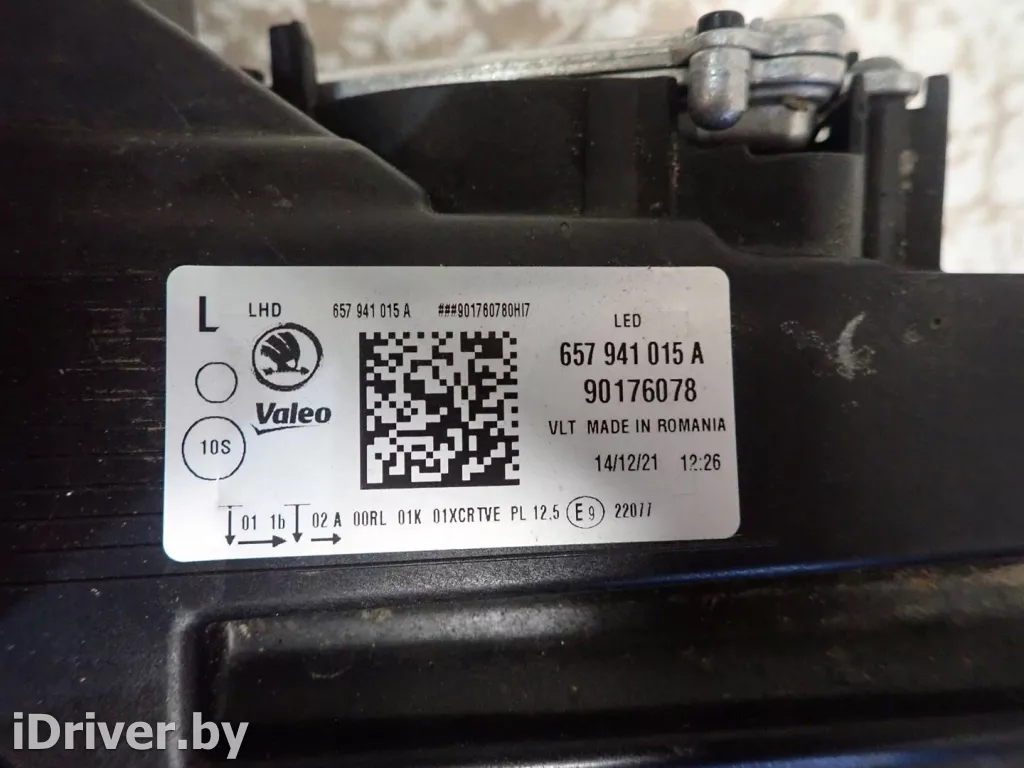 L LHD 657 941 015 A ###901760780HI7
LED
657 941 015 A
90176078
Valeo
VLT MADE IN ROMANIA
10S
14/12/21 12:26
01 1b 02 A 00RL 01K 01XCRTVE PL 12.5 E9 22077
iDriver.by